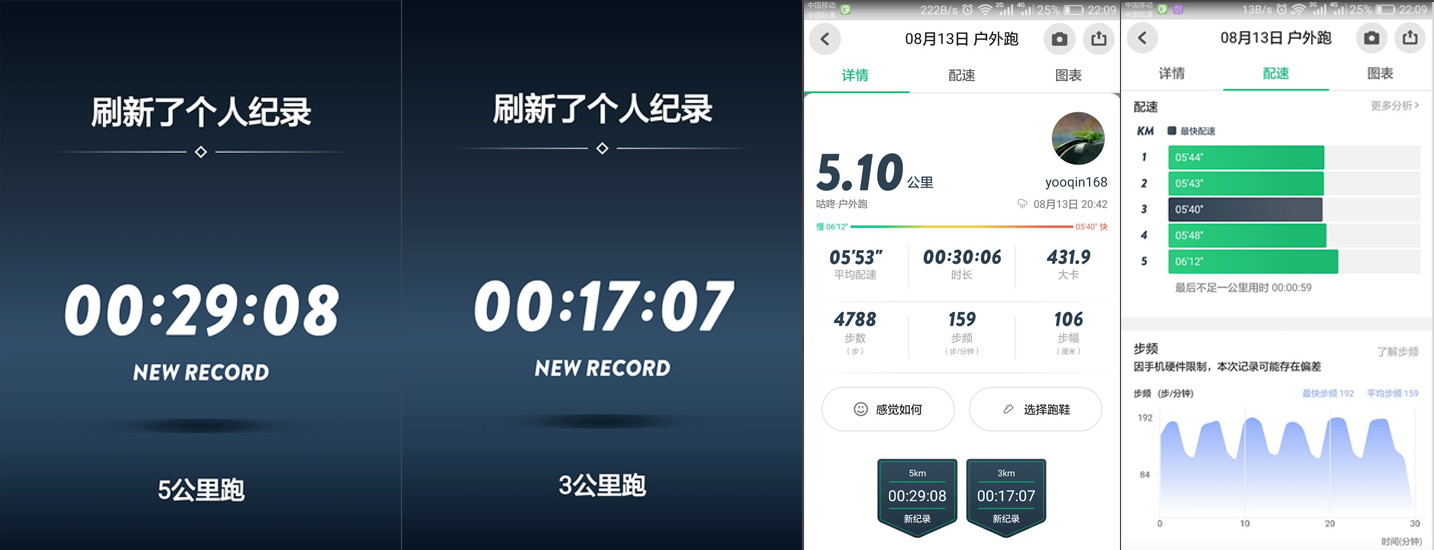 刷新了个人纪录
00:29:08
NEW RECORD
5公里跑
刷新了个人纪录
00:17:07
NEW RECORD
3公里跑
中国移动
中国联通
222B/s 2G 4G 25% 22:09
08月13日 户外跑
详情 配速 图表
5.10公里
yooqin168
咕咚·户外跑
08月13日 20:42
慢 06'12" 05'40" 快
05'53" 00:30:06 431.9
平均配速 时长 大卡
4788 159 106
步数 步频 步幅
(步) (步/分钟) (厘米)
感觉如何 选择跑鞋
5km 3km
00:29:08 00:17:07
新纪录 新纪录
中国移动
中国联通
13B/s 2G 4G 25% 22:09
08月13日 户外跑
详情 配速 图表
配速 更多分析
KM 最快配速
1 05'44"
2 05'43"
3 05'40"
4 05'48"
5 06'12"
最后不足一公里用时 00:00:59
步频 了解步频
因手机硬件限制，本次记录可能存在偏差
步频 (步/分钟) 最快步频 192 平均步频 159
192
84
0 10 20 30
时间(分钟)